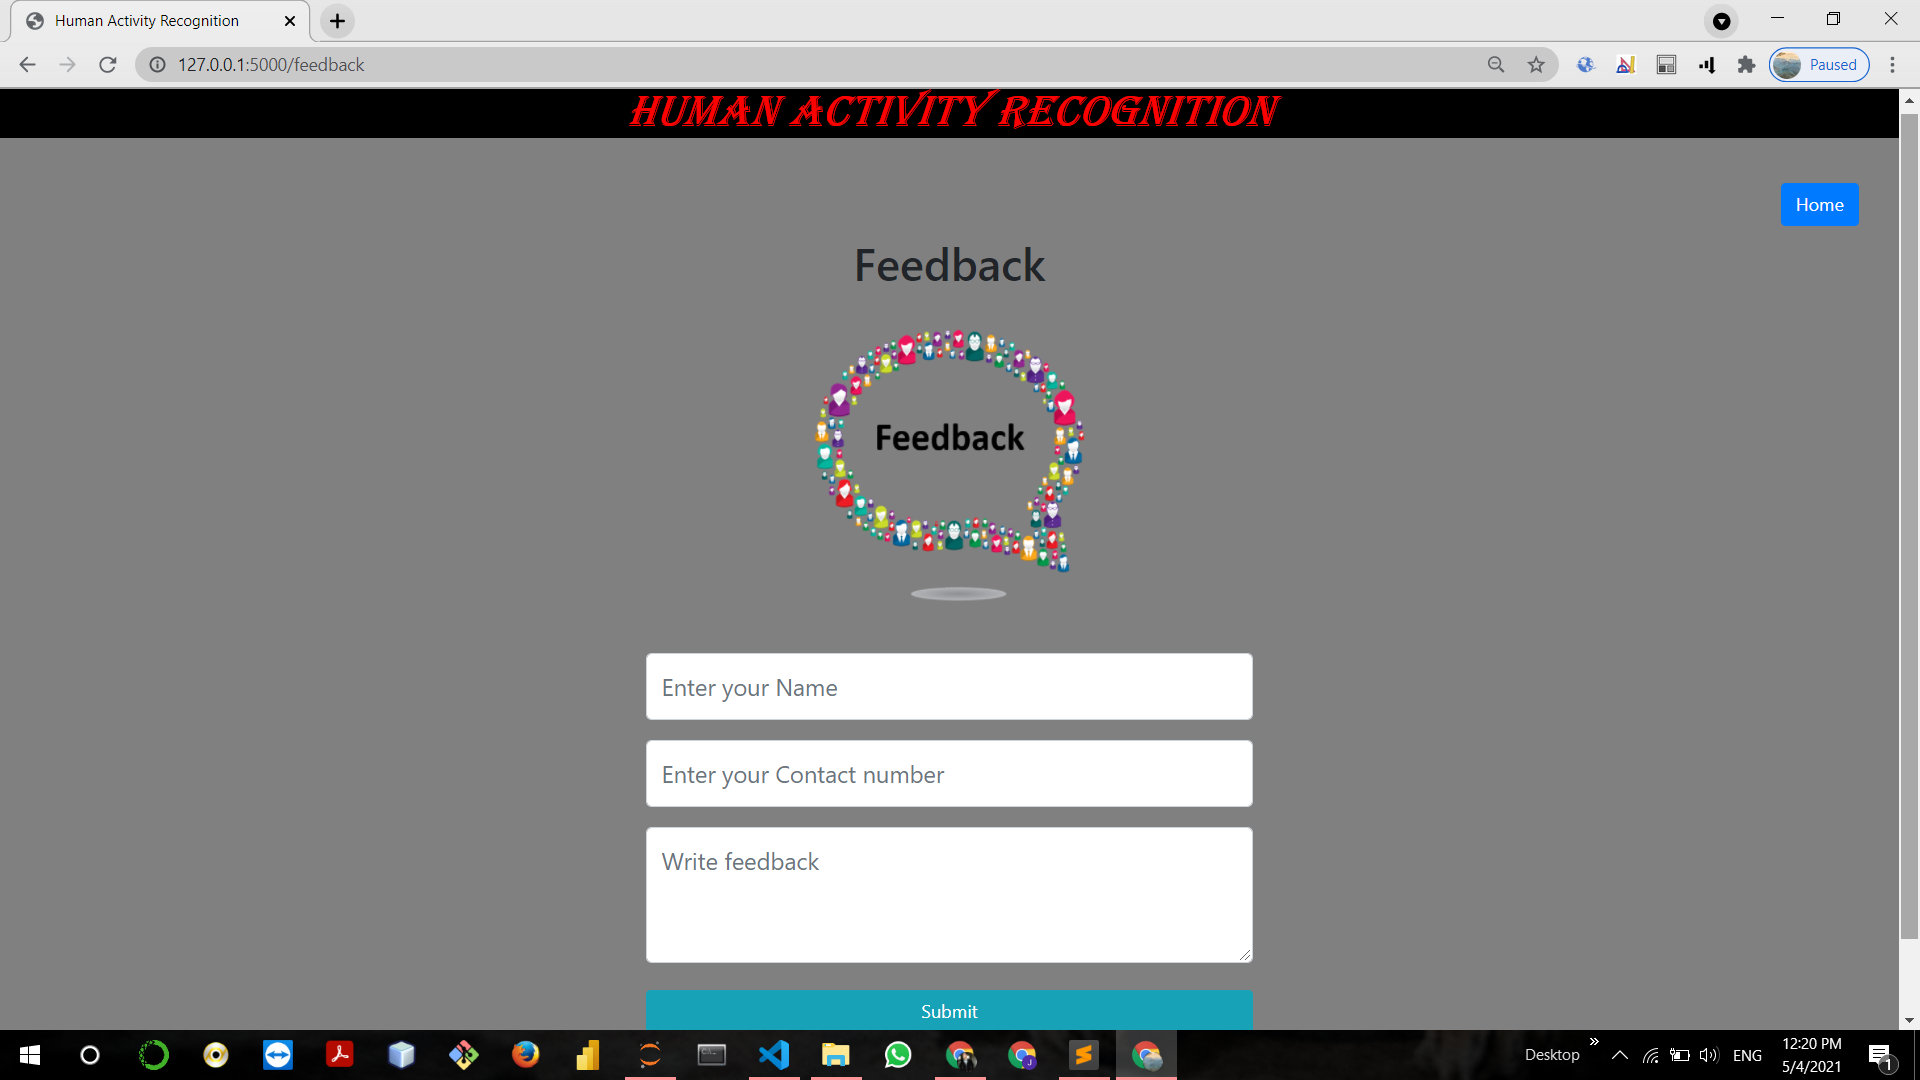 Human Activity Recognition
127.0.0.1:5000/feedback
Paused
HUMAN ACTIVITY RECOGNITION
Home
Feedback
Feedback
Enter your Name
Enter your Contact number
Write feedback
Submit
Desktop
ENG
12:20 PM
5/4/2021
1